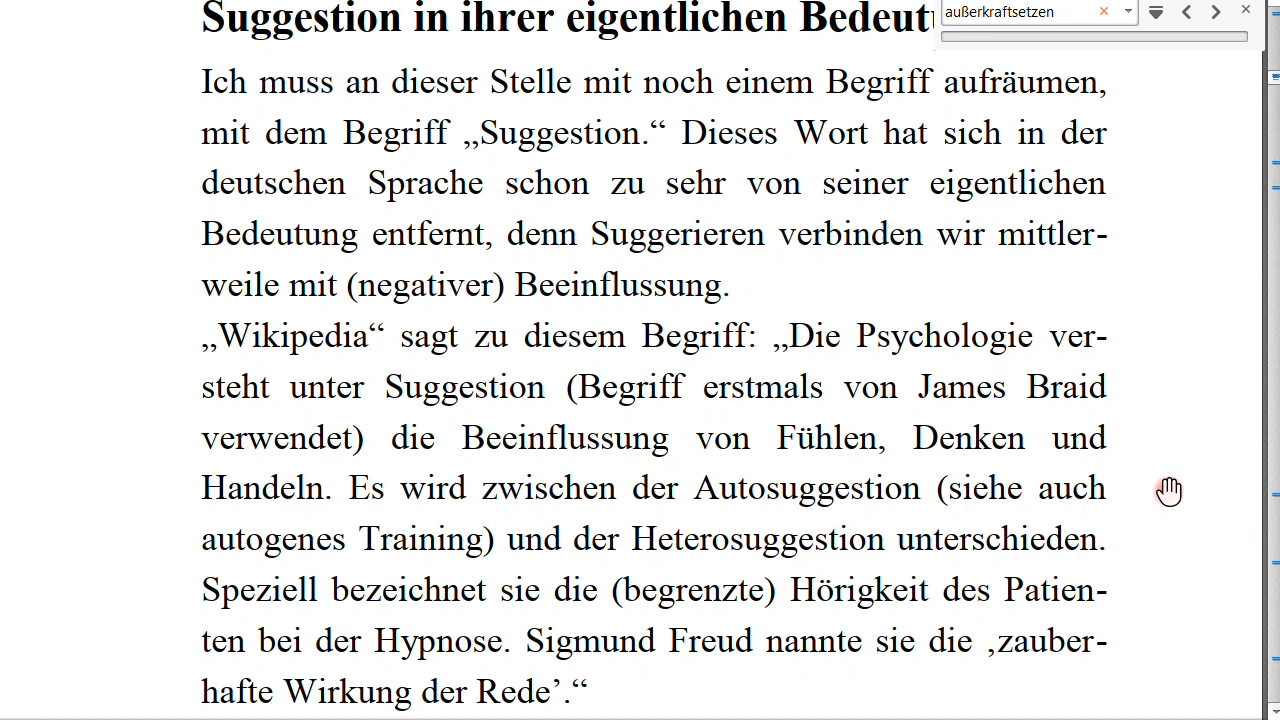 Suggestion in ihrer eigentlichen
außerkraftsetzen
Ich muss an dieser Stelle mit noch einem Begriff aufräumen,
mit dem Begriff „Suggestion.“ Dieses Wort hat sich in der
deutschen Sprache schon zu sehr von seiner eigentlichen
Bedeutung entfernt, denn Suggerieren verbinden wir mittler-
weile mit (negativer) Beeinflussung.
„Wikipedia“ sagt zu diesem Begriff: „Die Psychologie ver-
steht unter Suggestion (Begriff erstmals von James Braid
verwendet) die Beeinflussung von Fühlen, Denken und
Handeln. Es wird zwischen der Autosuggestion (siehe auch
autogenes Training) und der Heterosuggestion unterschieden.
Speziell bezeichnet sie die (begrenzte) Hörigkeit des Patien-
ten bei der Hypnose. Sigmund Freud nannte sie die ‚zauber-
hafte Wirkung der Rede’.“